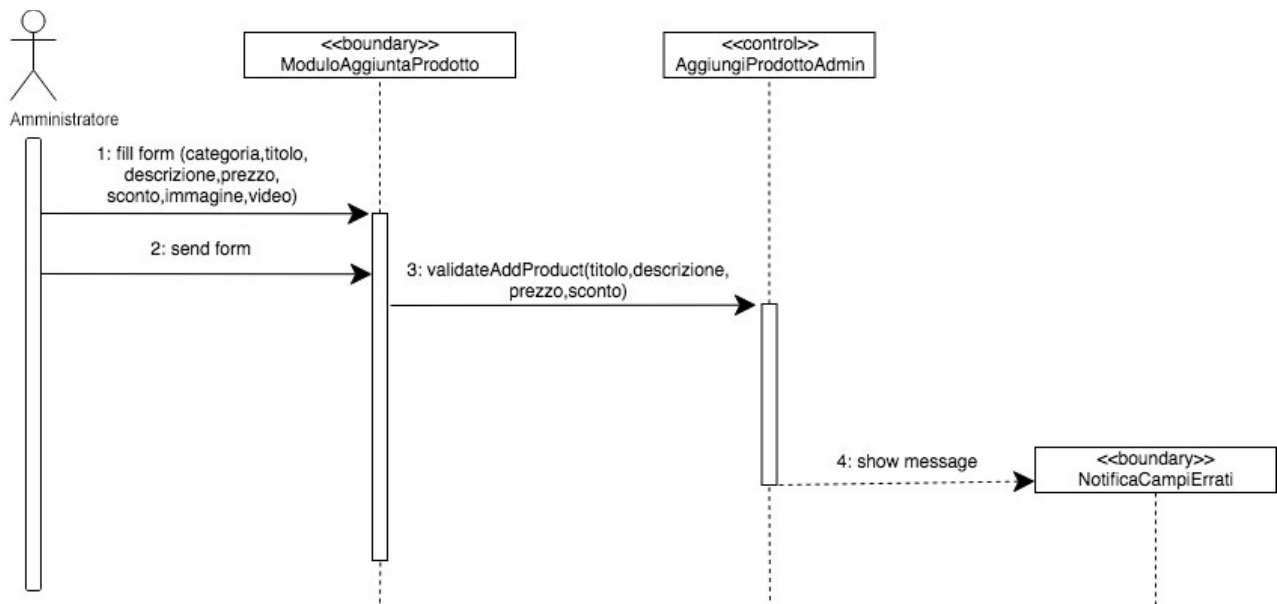 <<boundary>>
ModuloAggiuntaProdotto
<<control>>
AggiungiProdottoAdmin
Amministratore
1: fill form (categoria,titolo,
descrizione,prezzo,
sconto,immagine,video)
2: send form
3: validateAddProduct(titolo,descrizione,
prezzo,sconto)
4: show message
<<boundary>>
NotificaCampiErrati